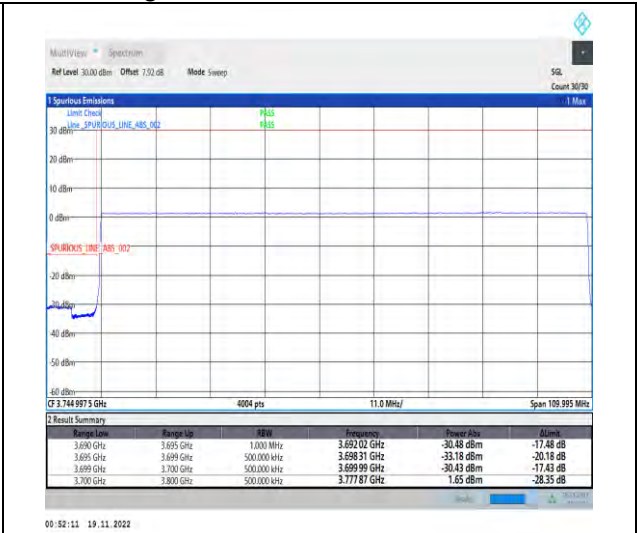 MultiView Spectrum
Ref Level 30.00 dBm Offset 7.92 dB Mode Sweep SGL
Count 30/30
1 Spurious Emissions 1 Max
Limit Check PASS
Line _SPURIOUS_LINE_ABS_002 PASS
30 dBm
20 dBm
10 dBm
0 dBm
SPURIOUS_LINE_ABS_002
-20 dBm
-30 dBm
-40 dBm
-50 dBm
-60 dBm
CF 3.744 997 5 GHz 4004 pts 11.0 MHz/ Span 109.995 MHz
2 Result Summary
Range Low Range Up RBW Frequency Power Abs ΔLimit
3.690 GHz 3.695 GHz 1.000 MHz 3.692 02 GHz -30.48 dBm -17.48 dB
3.695 GHz 3.699 GHz 500.000 kHz 3.698 31 GHz -33.18 dBm -20.18 dB
3.699 GHz 3.700 GHz 500.000 kHz 3.699 99 GHz -30.43 dBm -17.43 dB
3.700 GHz 3.800 GHz 500.000 kHz 3.777 87 GHz 1.65 dBm -28.35 dB
00:52:11 19.11.2022